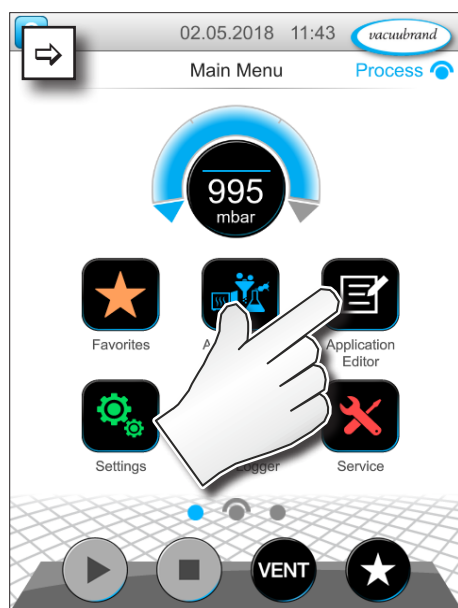 02.05.2018 11:43 vacuubrand
Main Menu Process
995
mbar
Favorites
Application
Editor
Settings
Service
VENT